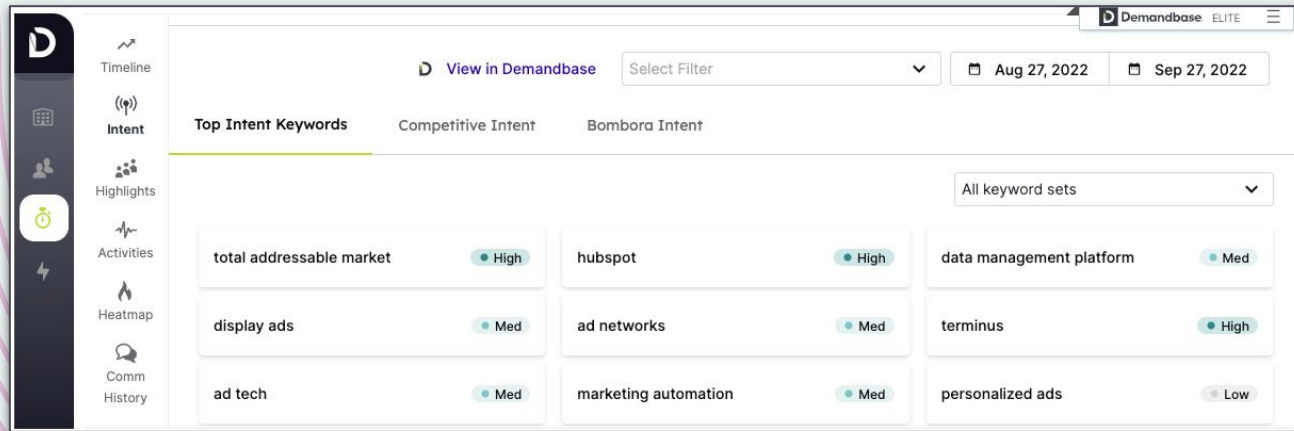 Demandbase ELITE
Timeline
View in Demandbase Select Filter Aug 27, 2022 Sep 27, 2022
Intent
Top Intent Keywords Competitive Intent Bombora Intent
Highlights
All keyword sets
Activities
total addressable market High hubspot High data management platform Med
Heatmap
display ads Med ad networks Med terminus High
Comm
History
ad tech Med marketing automation Med personalized ads Low